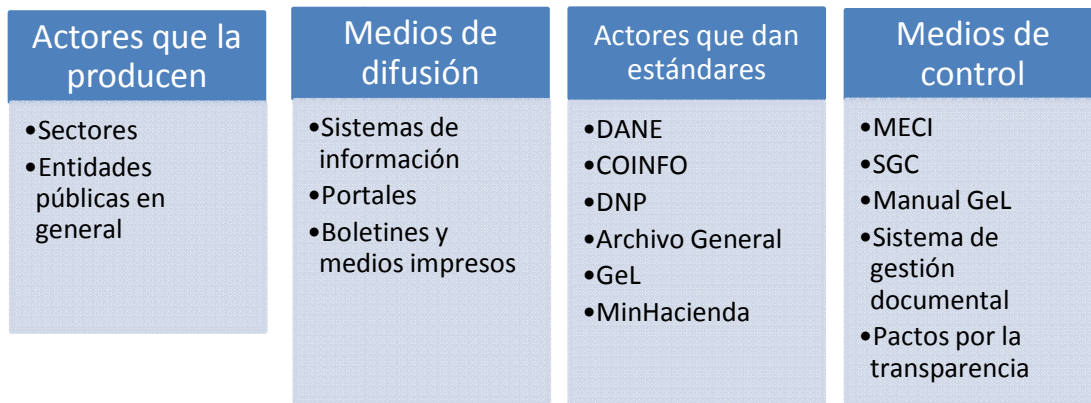 Actores que la
producen
•Sectores
•Entidades
públicas en
general
Medios de
difusión
•Sistemas de
información
•Portales
•Boletines y
medios impresos
Actores que dan
estándares
•DANE
•COINFO
•DNP
•Archivo General
•GeL
•MinHacienda
Medios de
control
•MECI
•SGC
•Manual GeL
•Sistema de
gestión
documental
•Pactos por la
transparencia